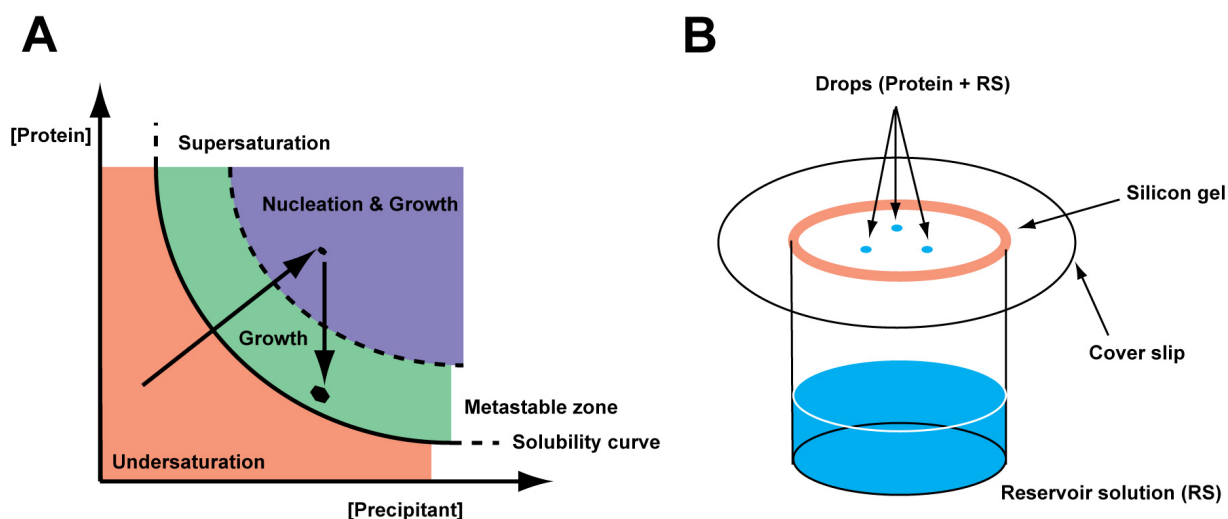 A
[Protein]
Supersaturation
Nucleation & Growth
Growth
Metastable zone
Solubility curve
Undersaturation
[Precipitant]
B
Drops (Protein + RS)
Silicon gel
Cover slip
Reservoir solution (RS)